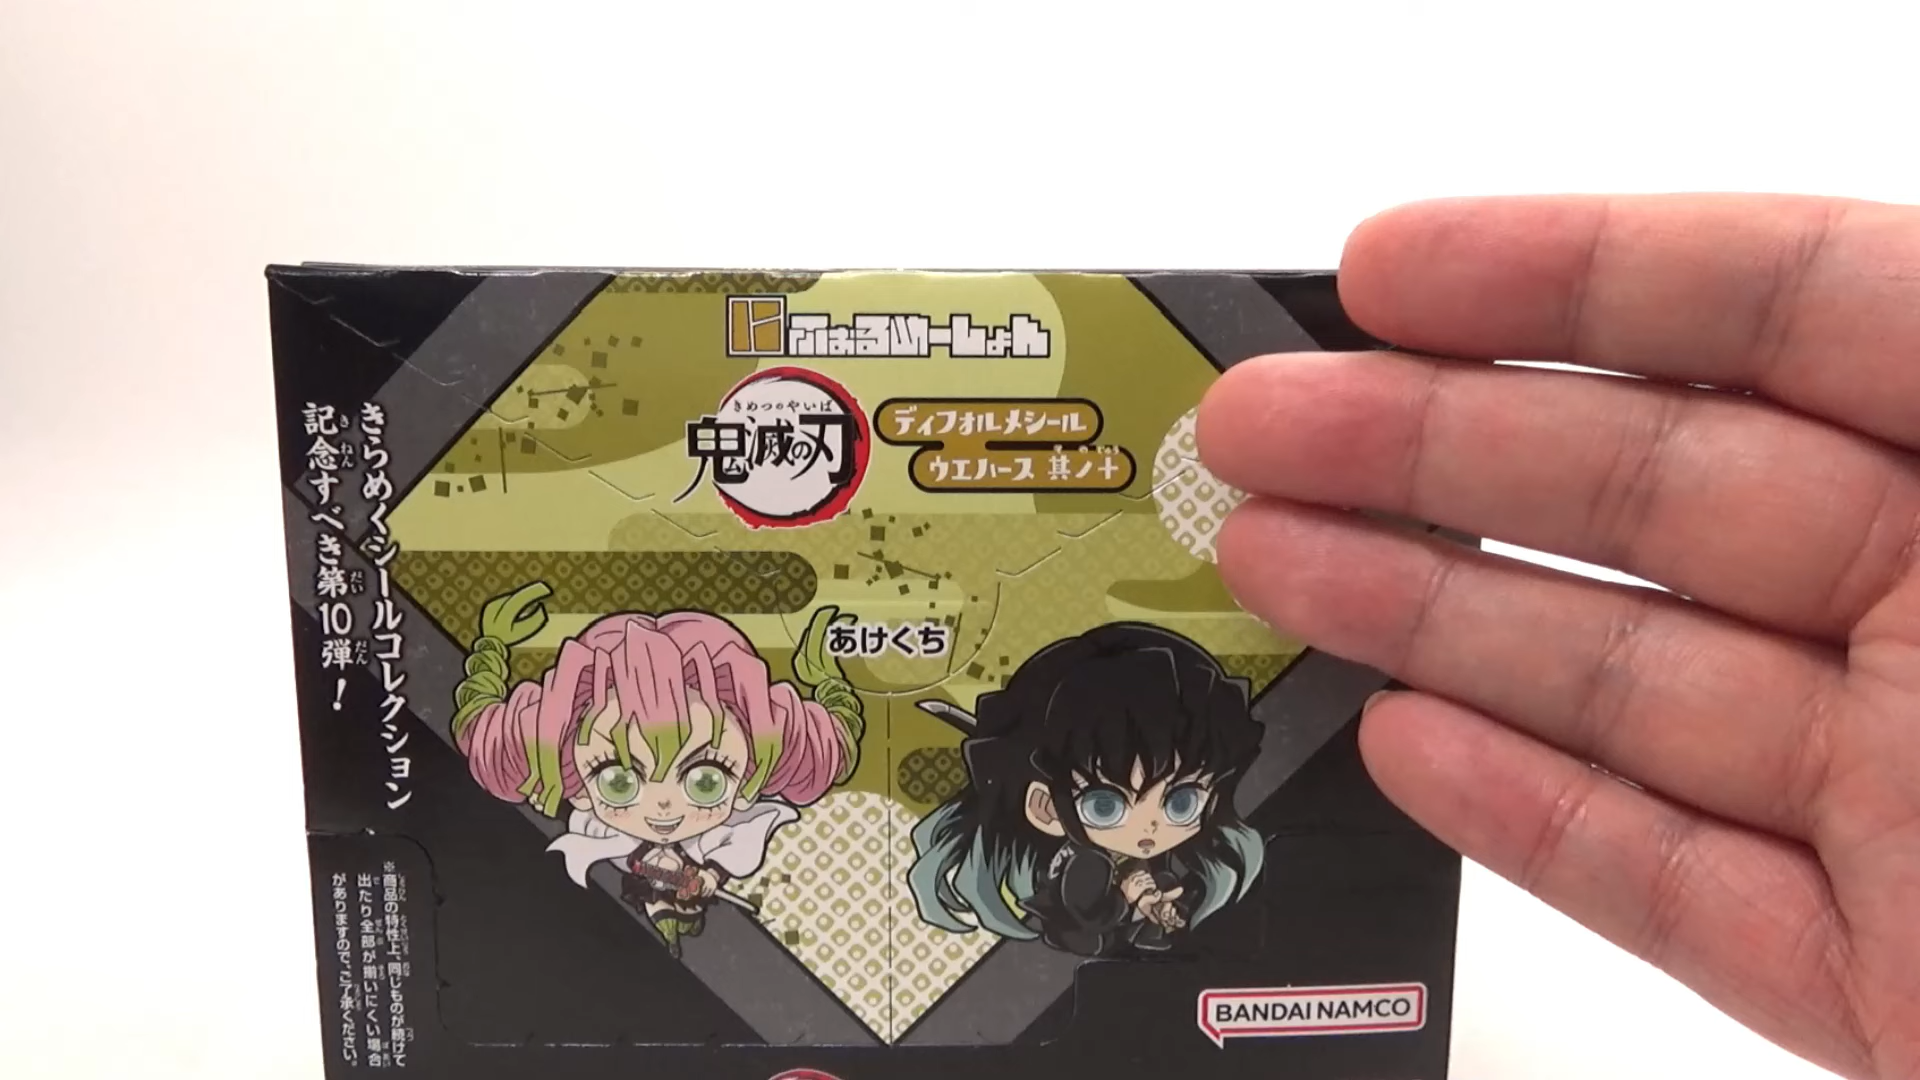 にふぉるめーしょん
きめつのやいば
鬼滅の刃
ディフォルメシール
ウエハース 其ノ十
きらめくシールコレクション
記念すべき第10弾!
あけくち
※商品の特性上、同じものが続けて
出たり全部が揃いにくい場合
がありますので、ご了承ください。
BANDAI NAMCO